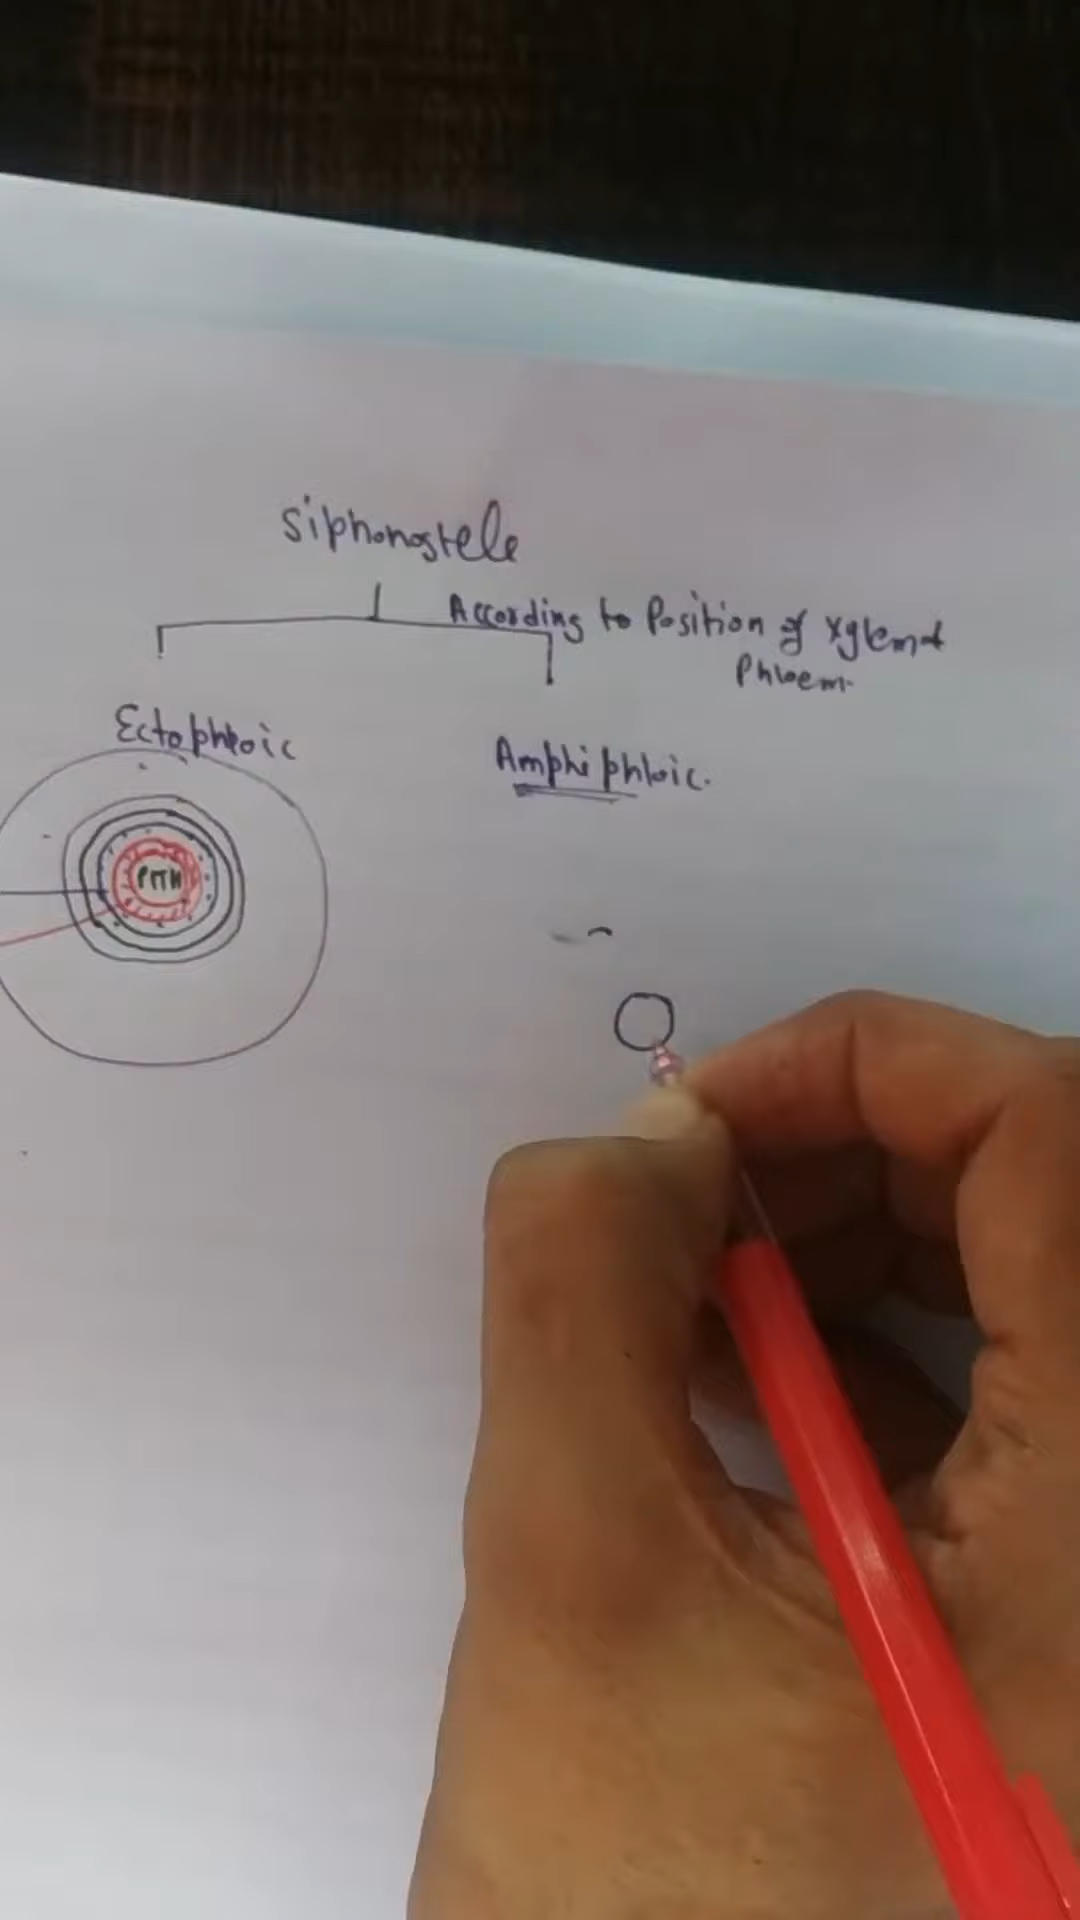 Siphonostele
According to Position of Xylem &
Phloem.
Ectophloic
Amphiphloic.
PITH